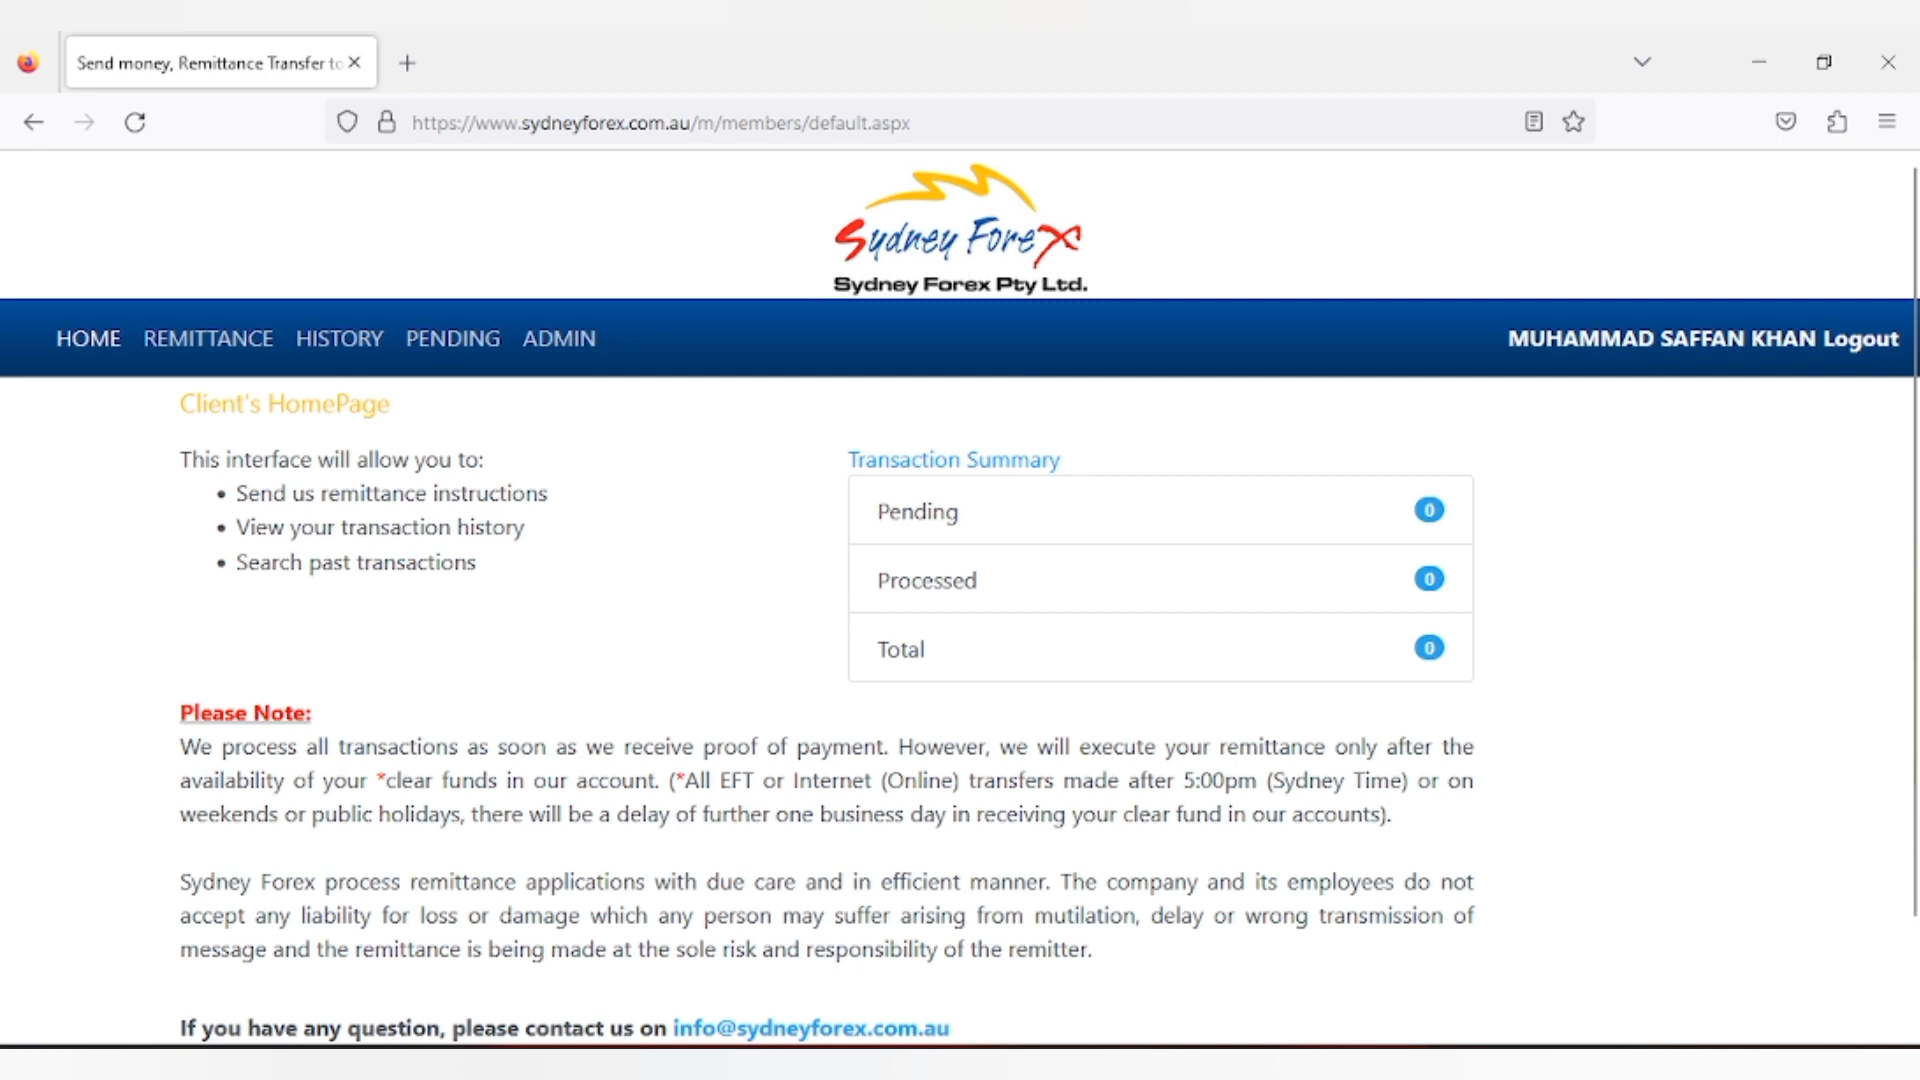 Send money, Remittance Transfer to
https://www.sydneyforex.com.au/m/members/default.aspx
Sydney Forex
Sydney Forex Pty Ltd.
HOME REMITTANCE HISTORY PENDING ADMIN MUHAMMAD SAFFAN KHAN Logout
Client's HomePage
This interface will allow you to:
• Send us remittance instructions
• View your transaction history
• Search past transactions
Transaction Summary
Pending 0
Processed 0
Total 0
Please Note:
We process all transactions as soon as we receive proof of payment. However, we will execute your remittance only after the
availability of your *clear funds in our account. (*All EFT or Internet (Online) transfers made after 5:00pm (Sydney Time) or on
weekends or public holidays, there will be a delay of further one business day in receiving your clear fund in our accounts).
Sydney Forex process remittance applications with due care and in efficient manner. The company and its employees do not
accept any liability for loss or damage which any person may suffer arising from mutilation, delay or wrong transmission of
message and the remittance is being made at the sole risk and responsibility of the remitter.
If you have any question, please contact us on info@sydneyforex.com.au